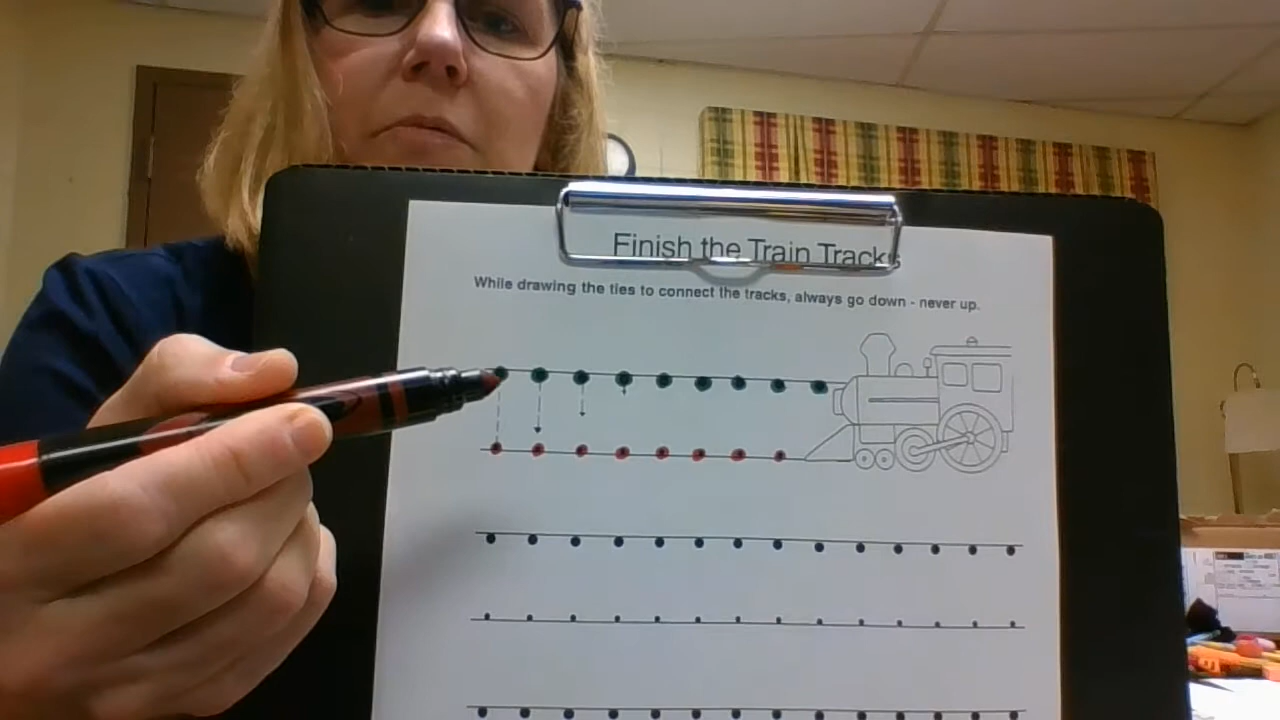 Finish the Train Tracks
While drawing the ties to connect the tracks, always go down - never up.